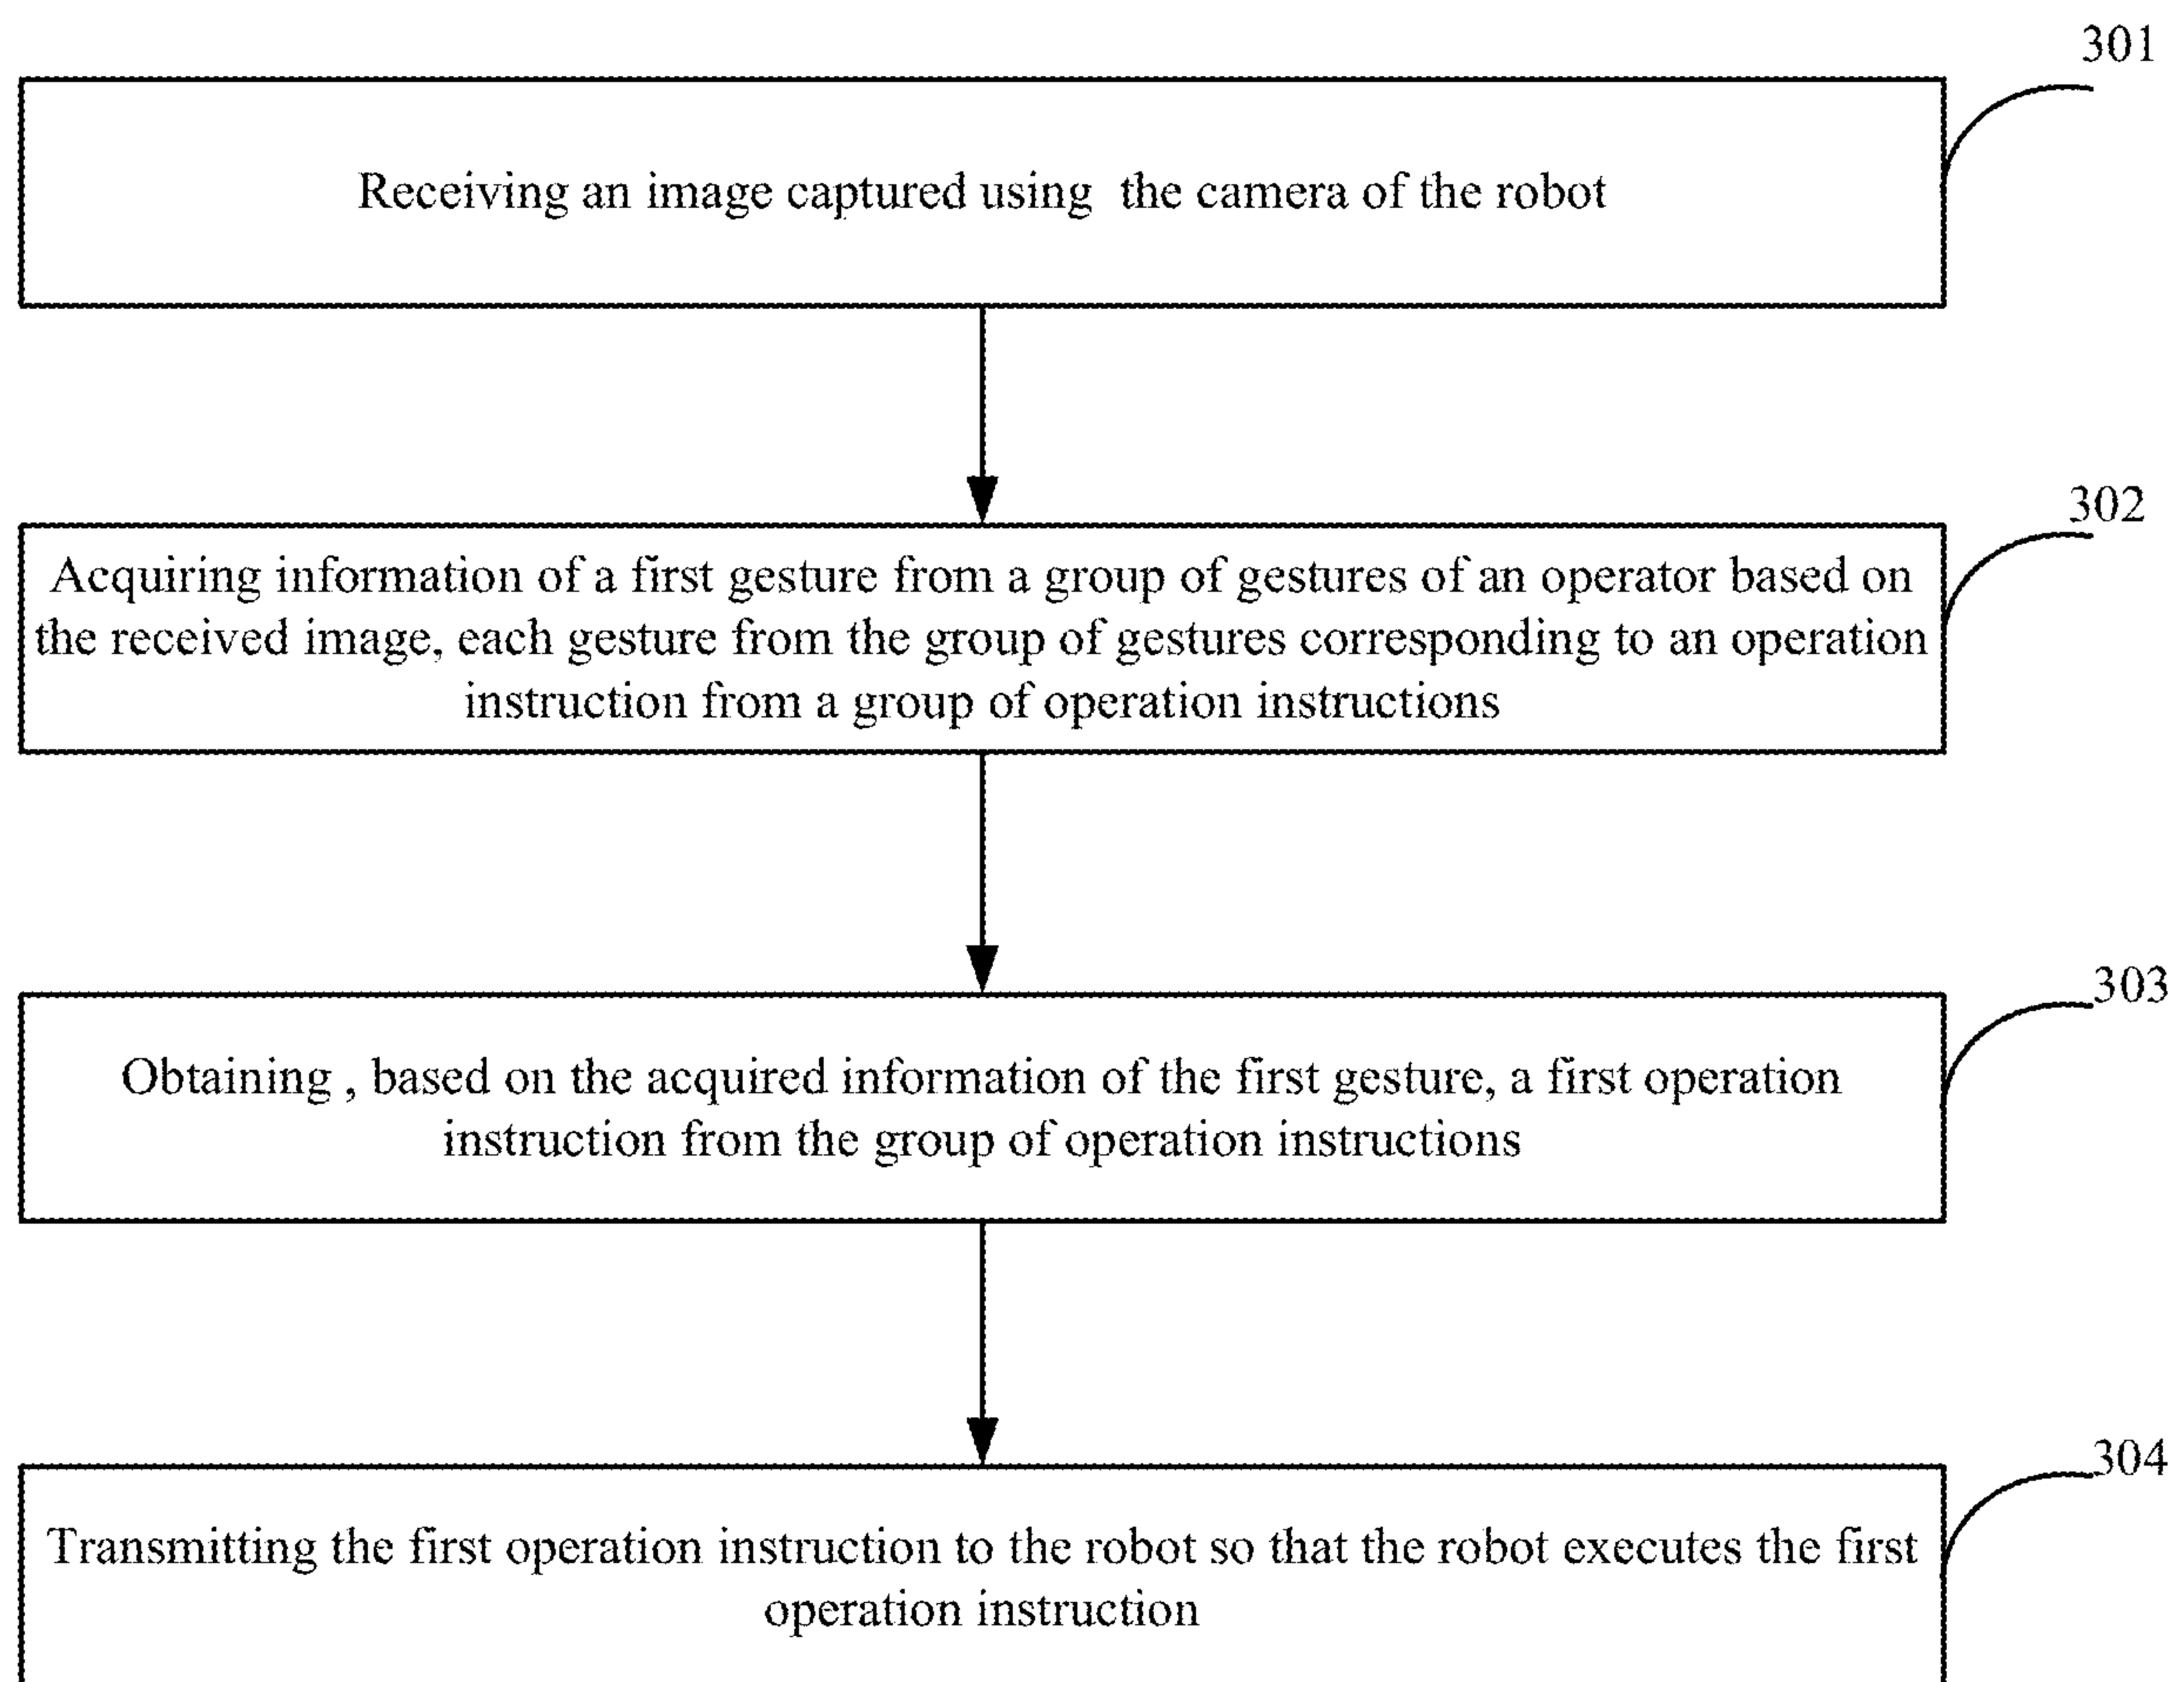 301
Receiving an image captured using the camera of the robot
302
Acquiring information of a first gesture from a group of gestures of an operator based on
the received image, each gesture from the group of gestures corresponding to an operation
instruction from a group of operation instructions
303
Obtaining , based on the acquired information of the first gesture, a first operation
instruction from the group of operation instructions
304
Transmitting the first operation instruction to the robot so that the robot executes the first
operation instruction